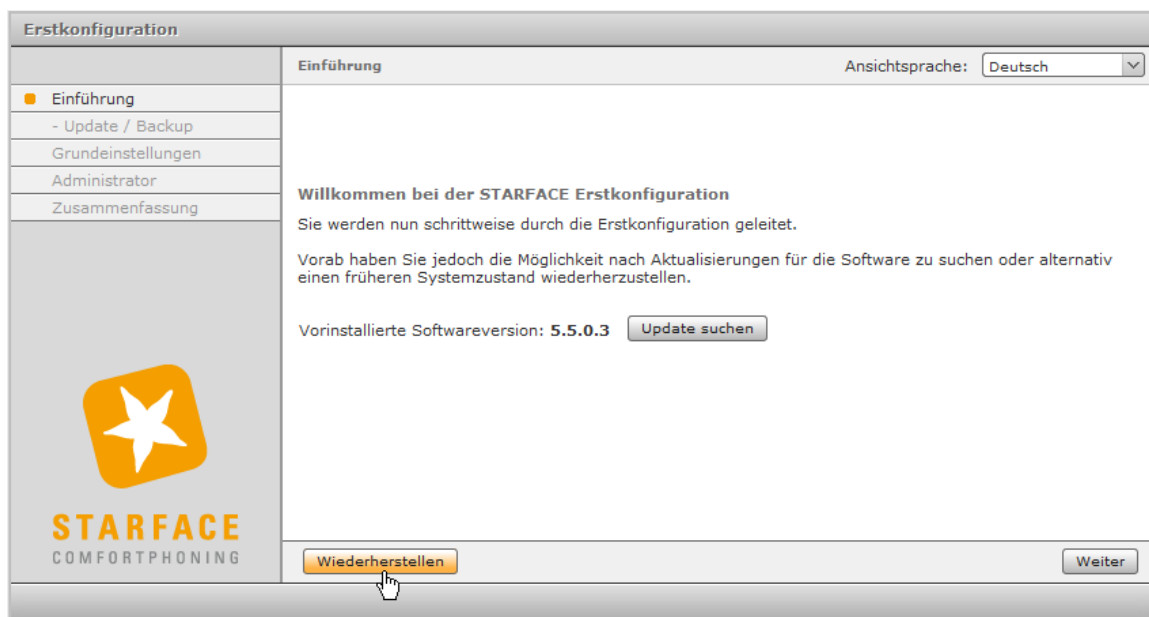 Erstkonfiguration
Einführung
Ansichtsprache: Deutsch
Einführung
- Update / Backup
Grundeinstellungen
Administrator
Zusammenfassung
Willkommen bei der STARFACE Erstkonfiguration
Sie werden nun schrittweise durch die Erstkonfiguration geleitet.
Vorab haben Sie jedoch die Möglichkeit nach Aktualisierungen für die Software zu suchen oder alternativ
einen früheren Systemzustand wiederherzustellen.
Vorinstallierte Softwareversion: 5.5.0.3 Update suchen
STARFACE
COMFORTPHONING
Wiederherstellen
Weiter